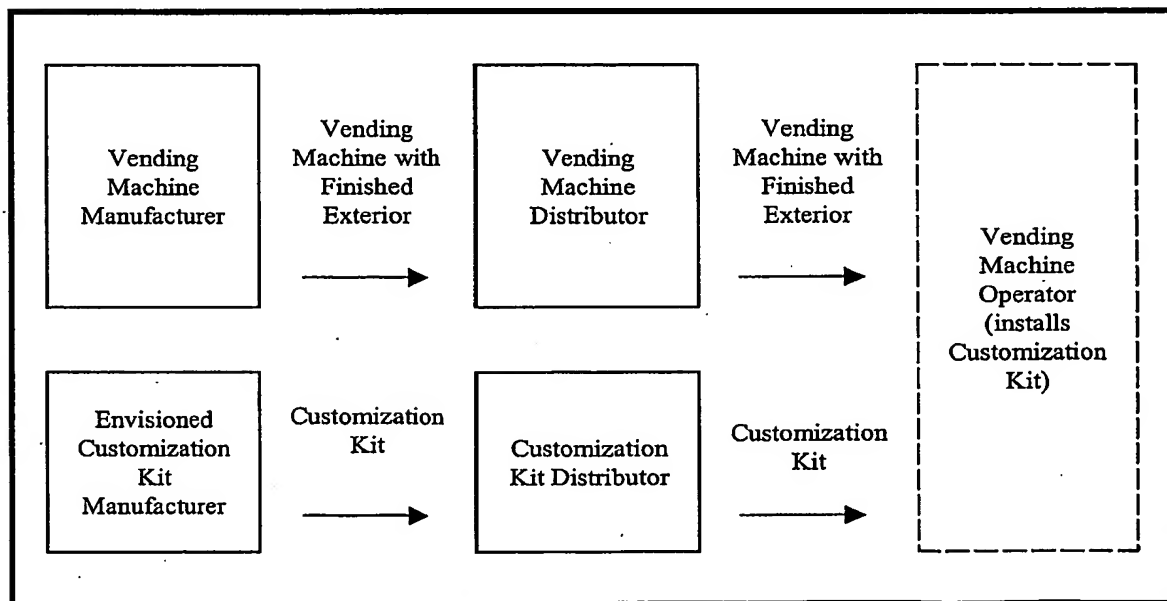 Vending
Machine
Manufacturer
Vending
Machine with
Finished
Exterior
Vending
Machine
Distributor
Vending
Machine with
Finished
Exterior
Vending
Machine
Operator
(installs
Customization
Kit)
Envisioned
Customization
Kit
Manufacturer
Customization
Kit
Customization
Kit Distributor
Customization
Kit